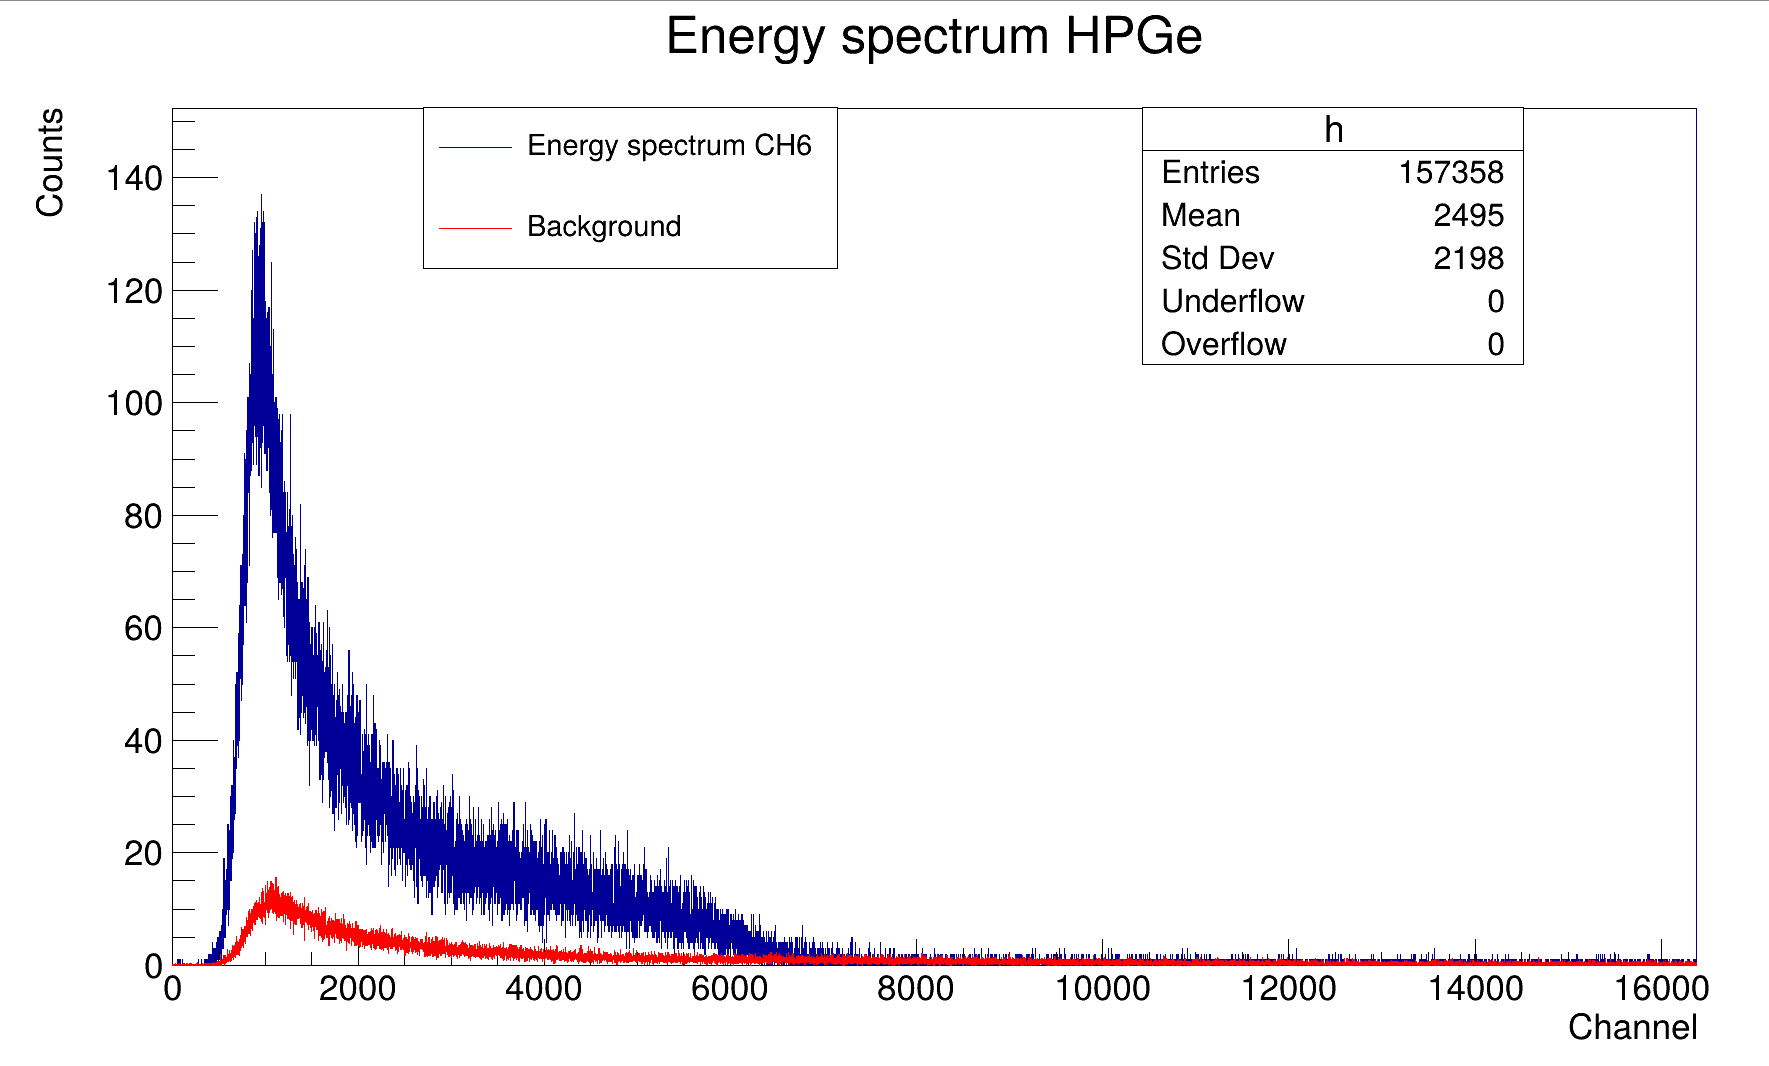 Energy spectrum HPGe
Counts
Energy spectrum CH6
Background
h
Entries 157358
Mean 2495
Std Dev 2198
Underflow 0
Overflow 0
140
120
100
80
60
40
20
0
0 2000 4000 6000 8000 10000 12000 14000 16000
Channel